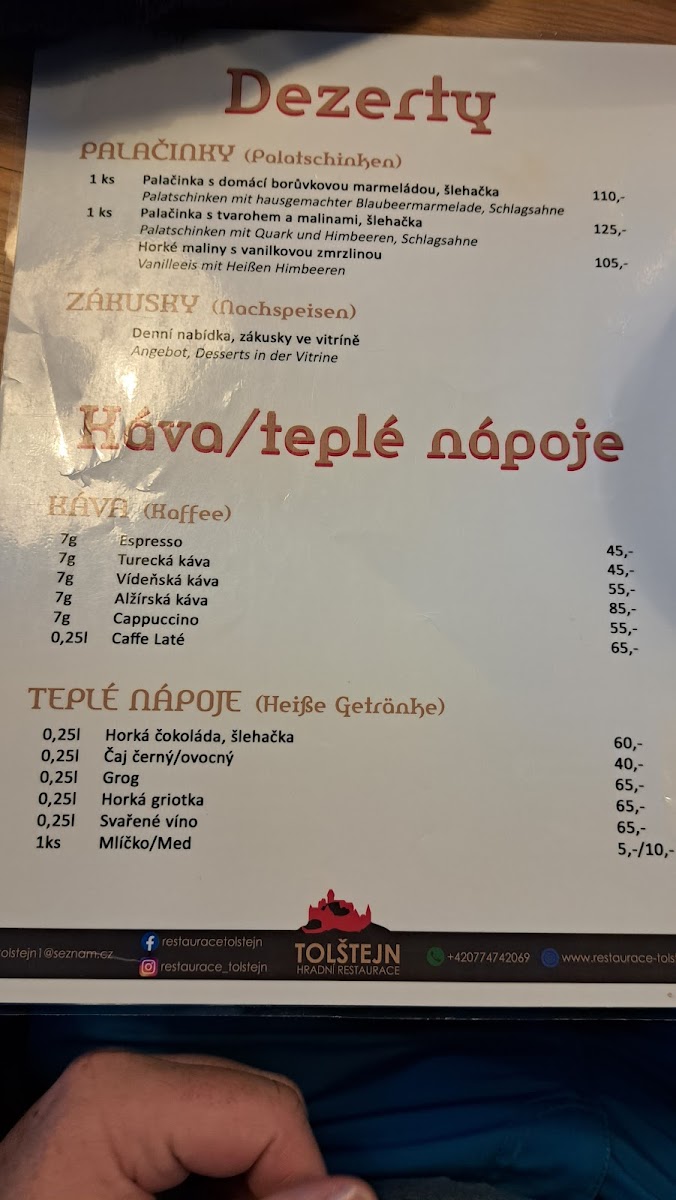 Dezerty
PALAČINKY (Palatschinken)
1 ks Palačinka s domácí borůvkovou marmeládou, šlehačka 110,-
Palatschinken mit hausgemachter Blaubeermarmelade, Schlagsahne
1 ks Palačinka s tvarohem a malinami, šlehačka 125,-
Palatschinken mit Quark und Himbeeren, Schlagsahne
Horké maliny s vanilkovou zmrzlinou 105,-
Vanilleeis mit Heißen Himbeeren
ZÁKUSKY (Nachspeisen)
Denní nabídka, zákusky ve vitríně
Angebot, Desserts in der Vitrine
Káva/teplé nápoje
KÁVA (Kaffee)
7g Espresso 45,-
7g Turecká káva 45,-
7g Vídeňská káva 55,-
7g Alžírská káva 85,-
7g Cappuccino 55,-
0,25l Caffe Laté 65,-
TEPLÉ NÁPOJE (Heiße Getränke)
0,25l Horká čokoláda, šlehačka 60,-
0,25l Čaj černý/ovocný 40,-
0,25l Grog 65,-
0,25l Horká griotka 65,-
0,25l Svařené víno 65,-
1ks Mlíčko/Med 5,-/10,-
tolstejn1@seznam.cz
restauracetolstejn
restaurace_tolstejn
TOLŠTEJN
HRADNÍ RESTAURACE
+420774742069
www.restaurace-tolst